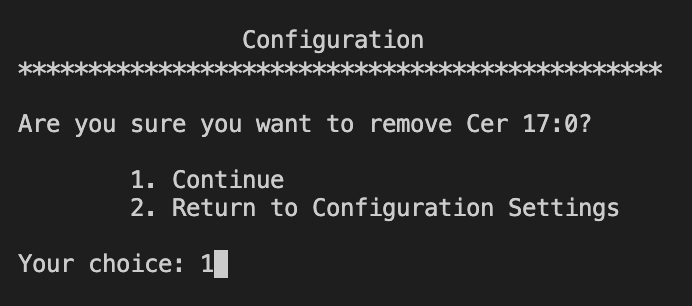 Configuration
**********************************************
Are you sure you want to remove Cer 17:0?
1. Continue
2. Return to Configuration Settings
Your choice: 1